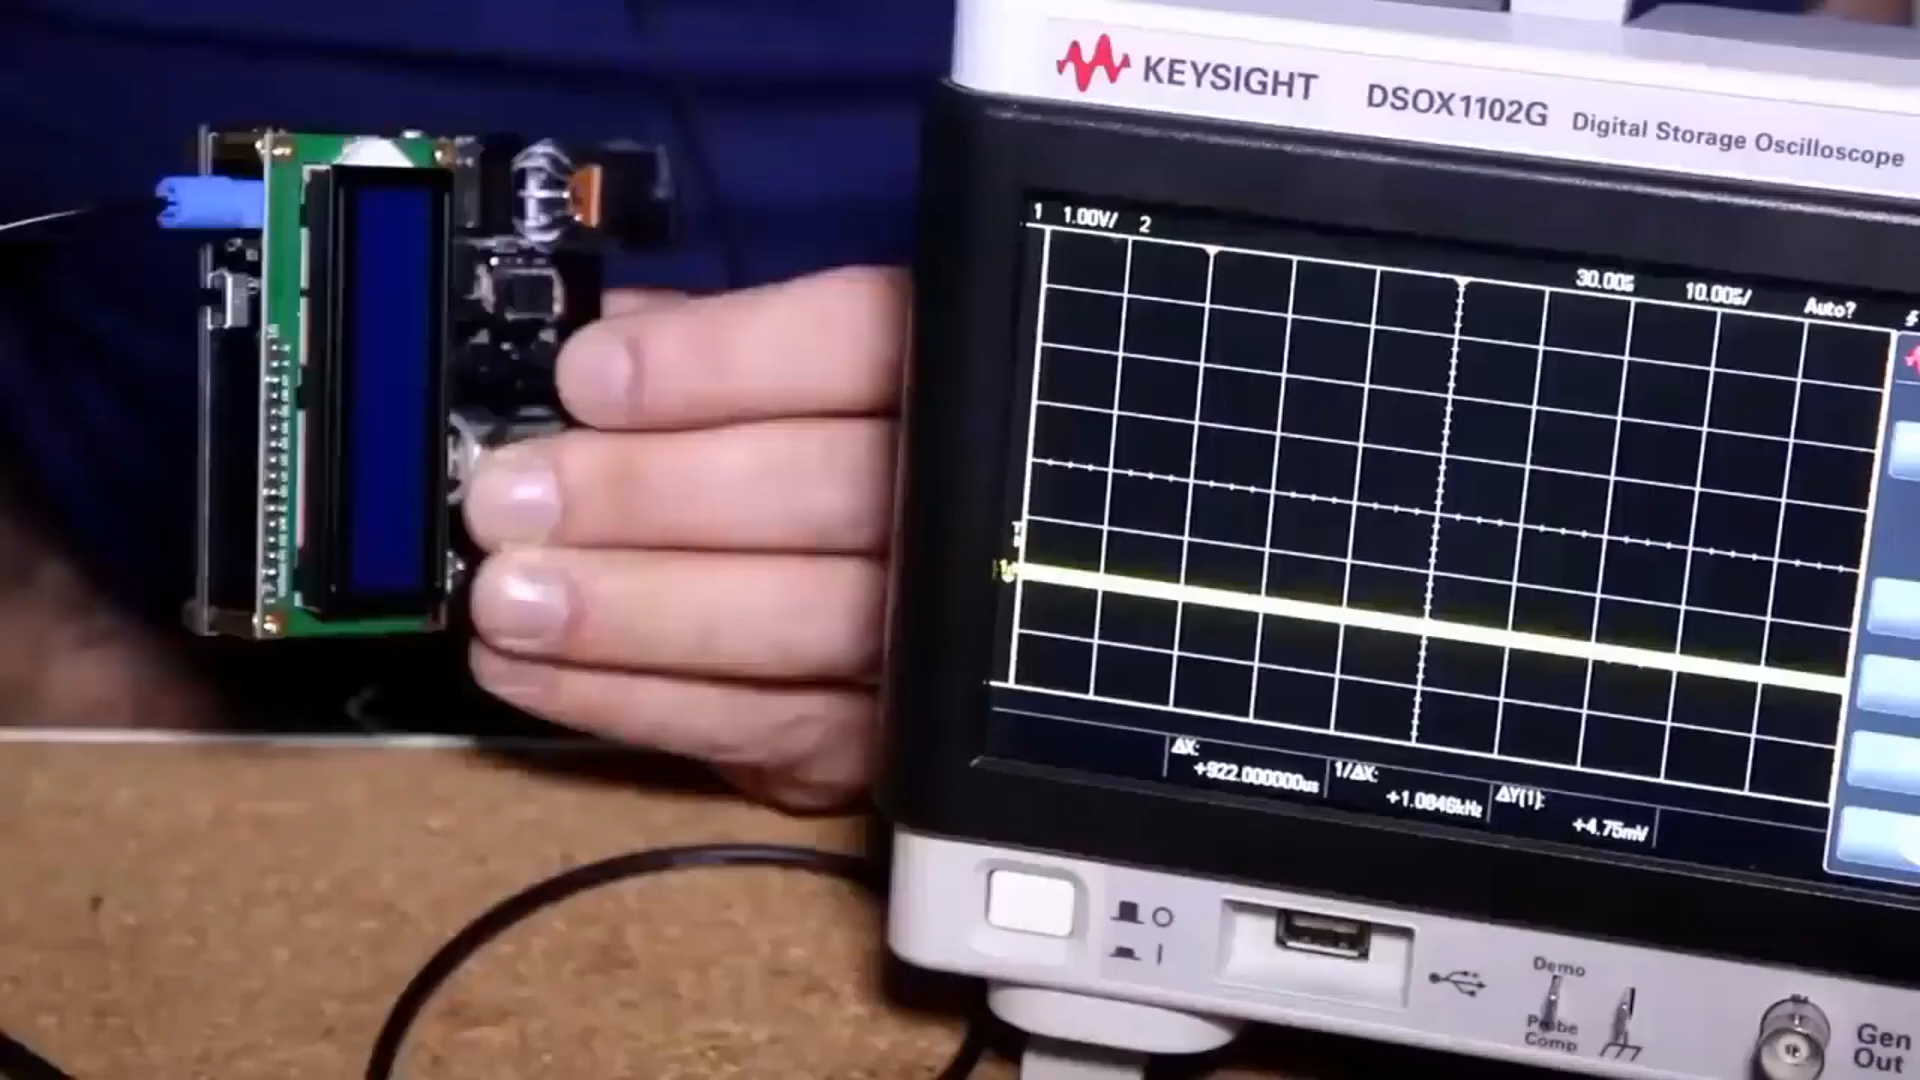 KEYSIGHT DSOX1102G Digital Storage Oscilloscope
1 1.00V/ 2 30.00s 10.00s/ Auto?
ΔX:
+922.000000us
1/ΔX:
+1.0846kHz
ΔY(1):
+4.75mV
Demo
Probe
Comp
Gen
Out